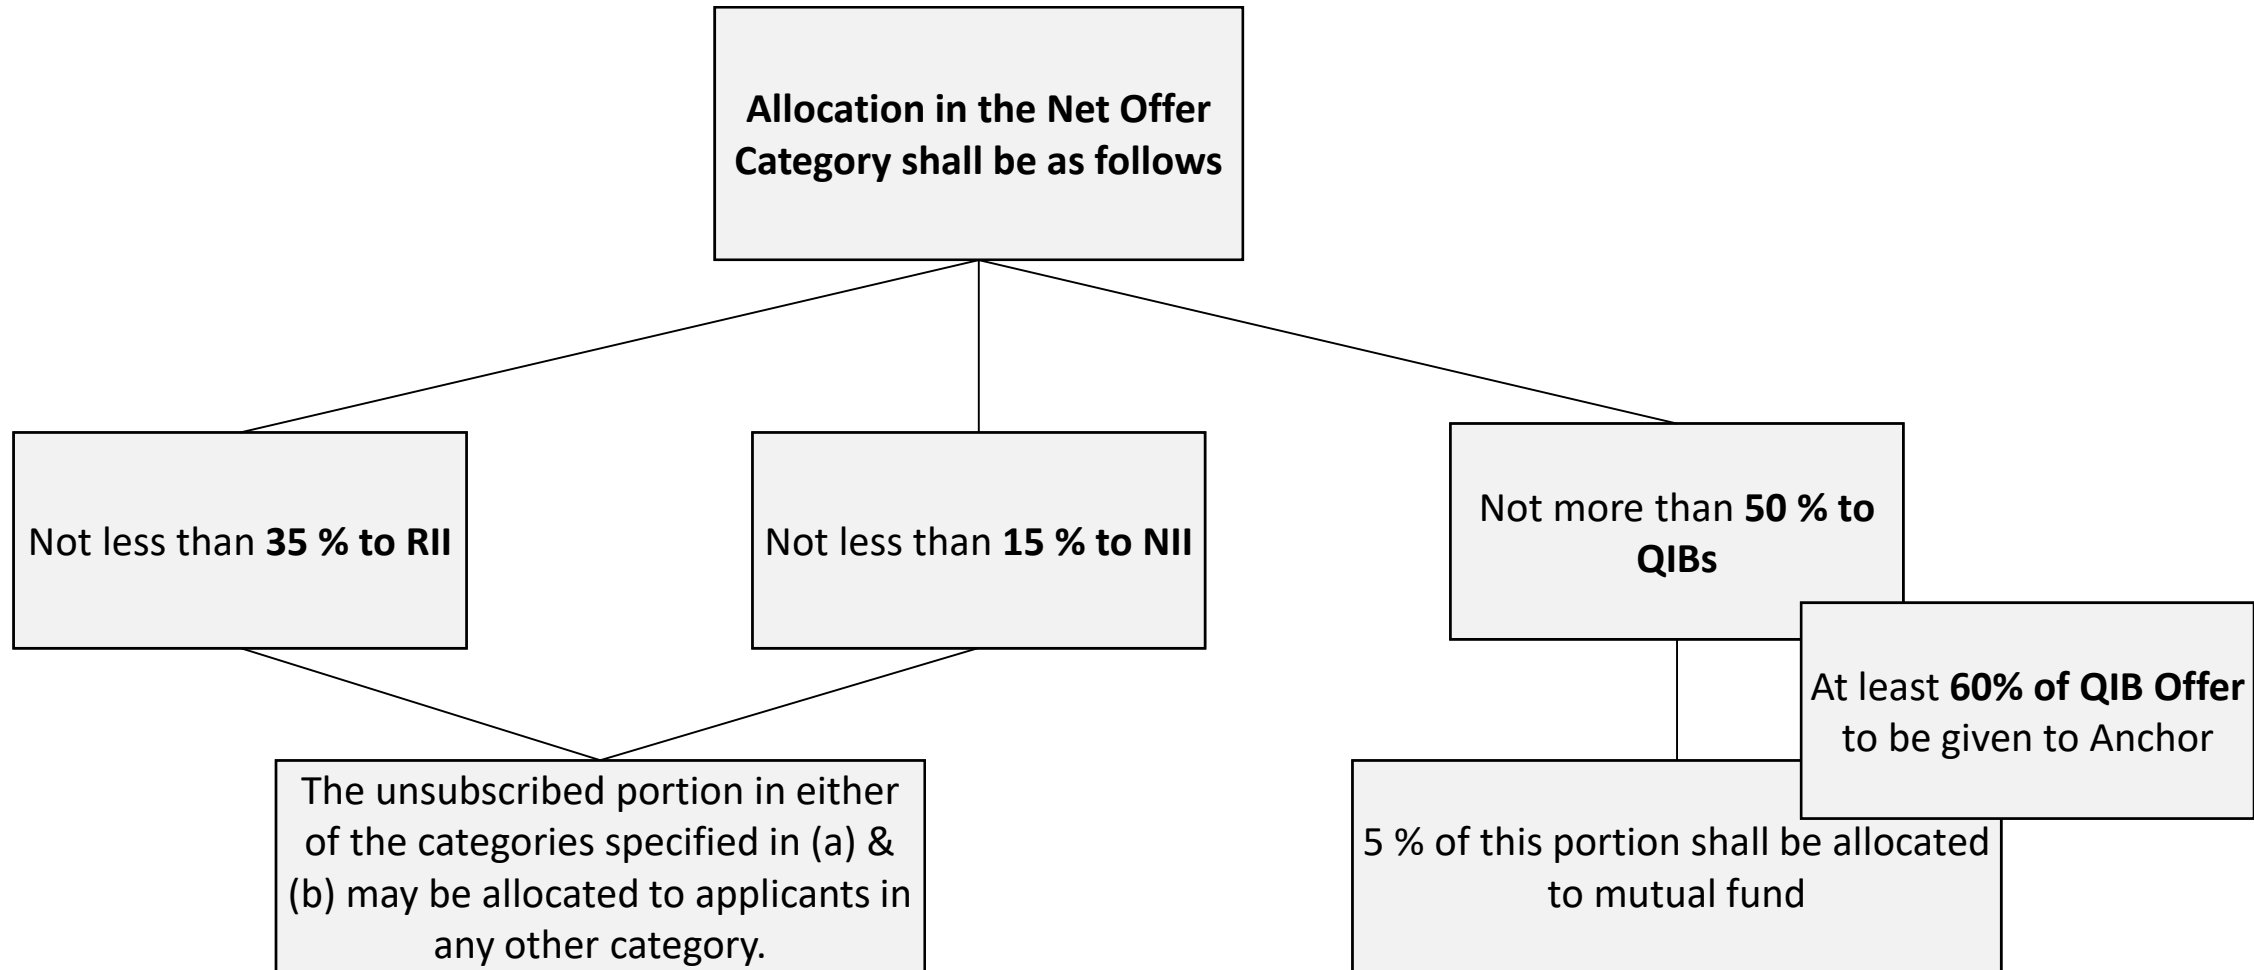 Allocation in the Net Offer
Category shall be as follows
Not less than 35 % to RII
Not less than 15 % to NII
Not more than 50 % to
QIBs
At least 60% of QIB Offer
to be given to Anchor
The unsubscribed portion in either
of the categories specified in (a) &
(b) may be allocated to applicants in
any other category.
5 % of this portion shall be allocated
to mutual fund